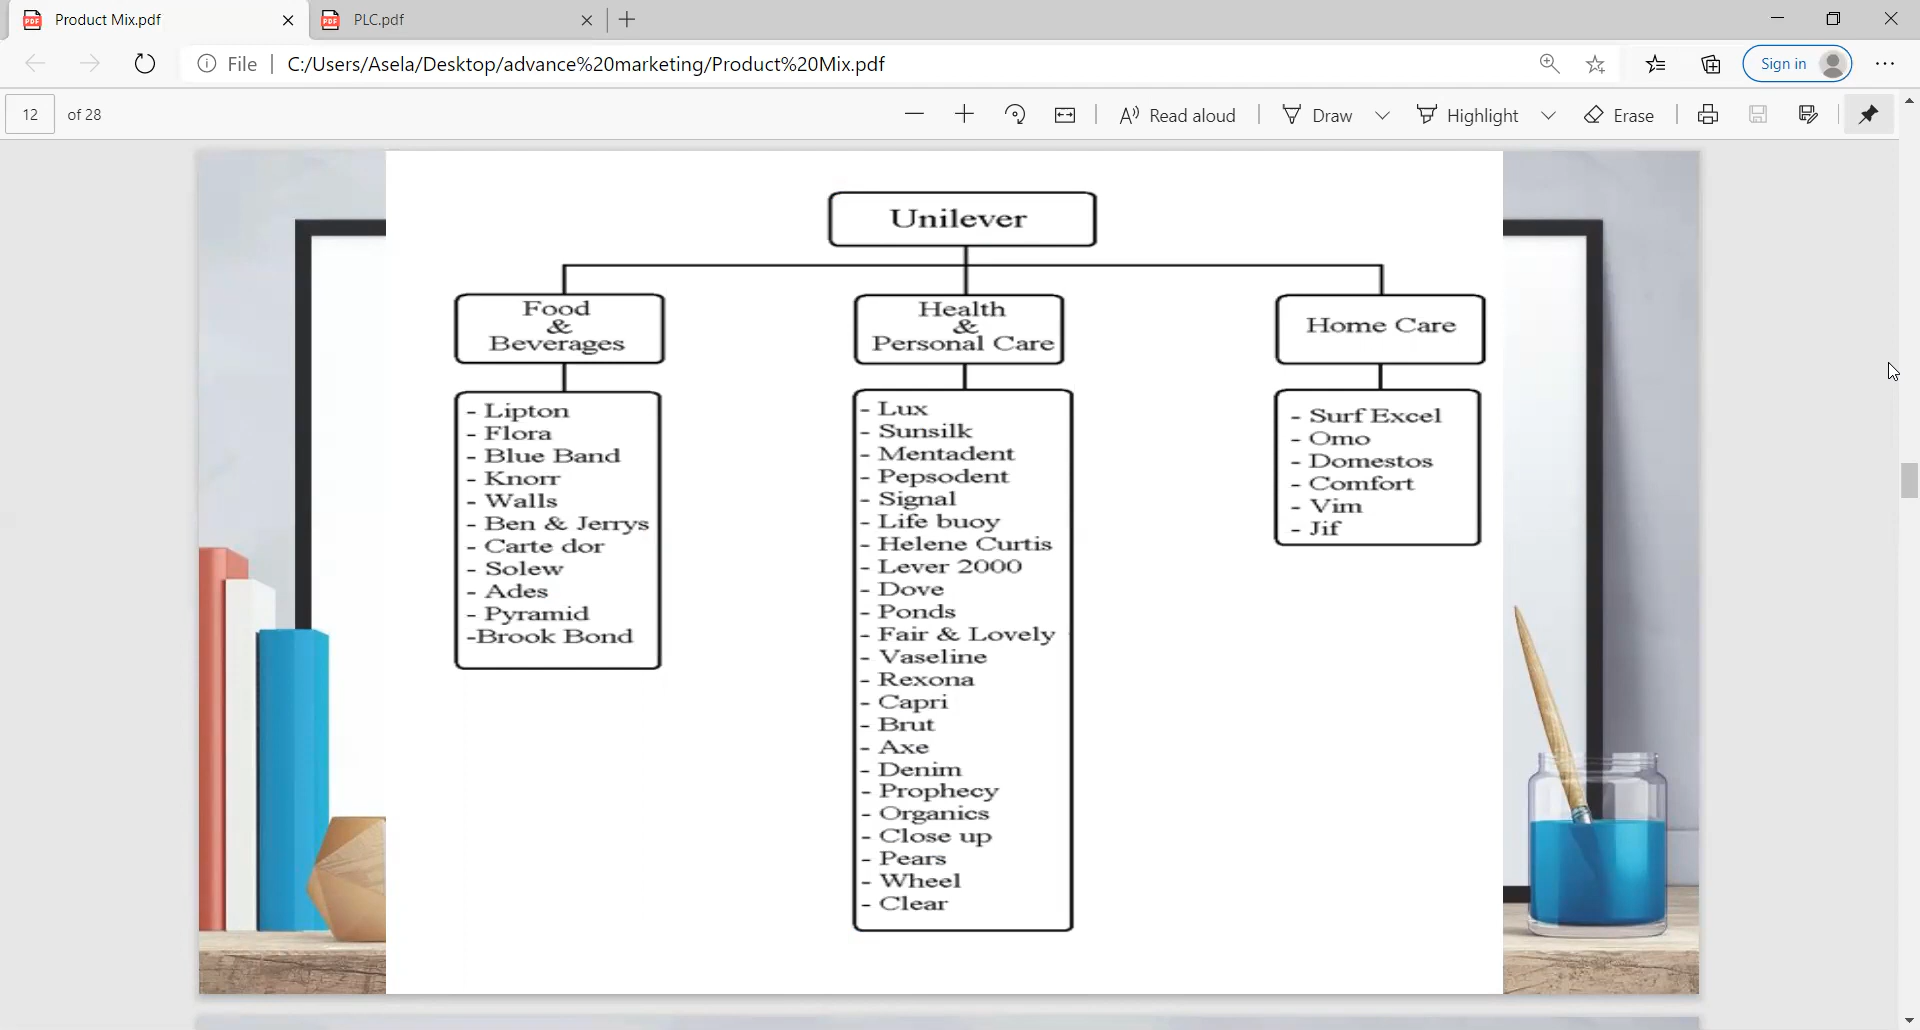 Product Mix.pdf
PLC.pdf
File
C:/Users/Asela/Desktop/advance%20marketing/Product%20Mix.pdf
Sign in
12 of 28
Read aloud
Draw
Highlight
Erase
Unilever
Food
&
Beverages
- Lipton
- Flora
- Blue Band
- Knorr
- Walls
- Ben & Jerrys
- Carte dor
- Solew
- Ades
- Pyramid
-Brook Bond
Health
&
Personal Care
- Lux
- Sunsilk
- Mentadent
- Pepsodent
- Signal
- Life buoy
- Helene Curtis
- Lever 2000
- Dove
- Ponds
- Fair & Lovely
- Vaseline
- Rexona
- Capri
- Brut
- Axe
- Denim
- Prophecy
- Organics
- Close up
- Pears
- Wheel
- Clear
Home Care
- Surf Excel
- Omo
- Domestos
- Comfort
- Vim
- Jif